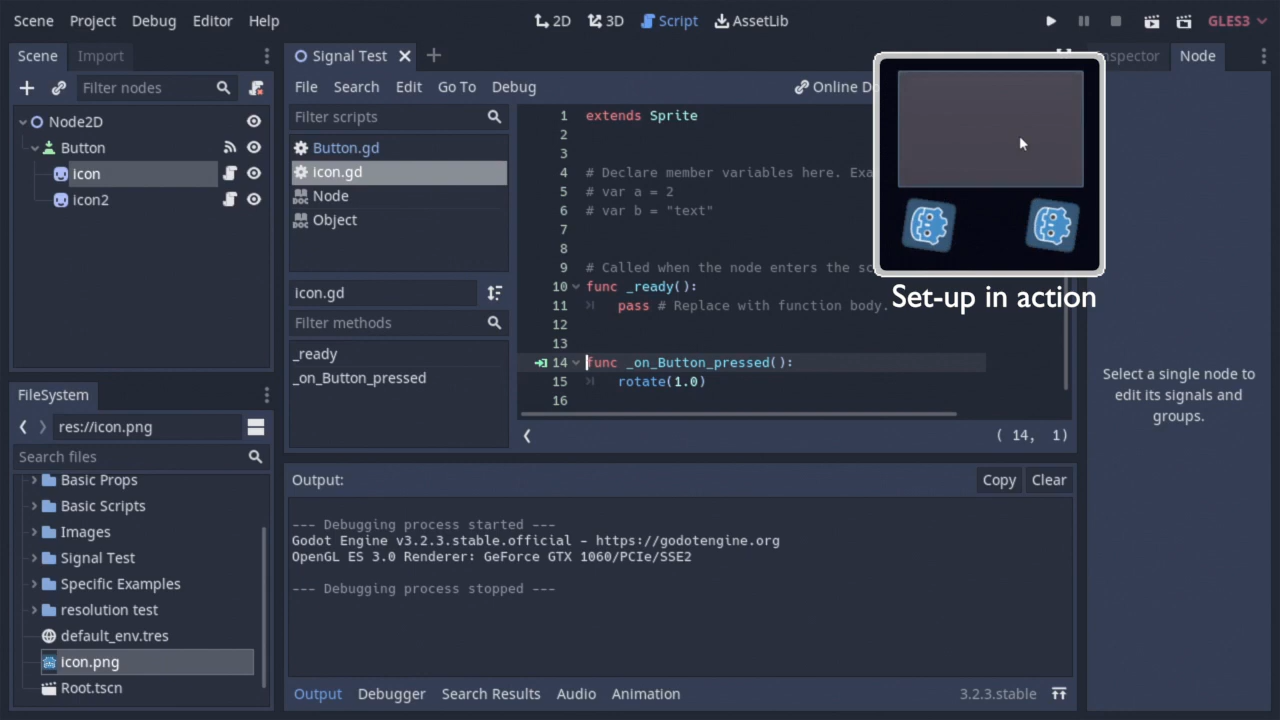 Scene Project Debug Editor Help
2D 3D Script AssetLib
GLES3
Scene Import
Filter nodes
Node2D
Button
icon
icon2
FileSystem
res://icon.png
Search files
Basic Props
Basic Scripts
Images
Signal Test
Specific Examples
resolution test
default_env.tres
icon.png
Root.tscn
Signal Test
File Search Edit Go To Debug
Online
Filter scripts
Button.gd
icon.gd
DOC Node
DOC Object
icon.gd
Filter methods
_ready
_on_Button_pressed
1 extends Sprite
2
3
4 # Declare member variables here.
5 # var a = 2
6 # var b = "text"
7
8
9 # Called when the node enters the
10 func _ready():
11 pass # Replace with function body.
12
13
14 func _on_Button_pressed():
15 rotate(1.0)
16
( 14, 1)
Set-up in action
Output:
Copy Clear
--- Debugging process started ---
Godot Engine v3.2.3.stable.official - https://godotengine.org
OpenGL ES 3.0 Renderer: GeForce GTX 1060/PCIe/SSE2
--- Debugging process stopped ---
Output Debugger Search Results Audio Animation
3.2.3.stable
Node
Select a single node to
edit its signals and
groups.